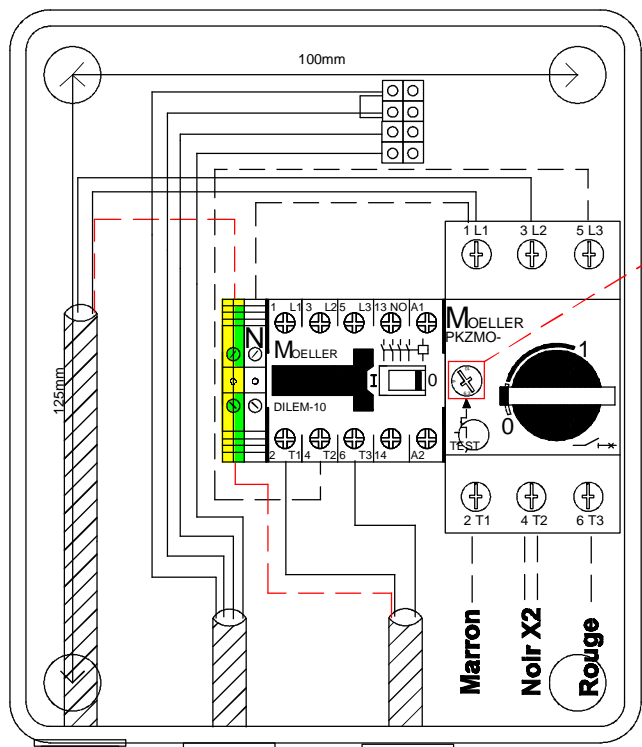 100mm
125mm
1 L1 3 L2 5 L3
N
1 L1 3 L2 5 L3 13 NO A1
MOELLER
DILEM-10
I 0
2 T1 4 T2 6 T3 14 A2
MOELLER
PKZMO-
1
0
TEST
2 T1 4 T2 6 T3
Marron
Noir X2
Rouge